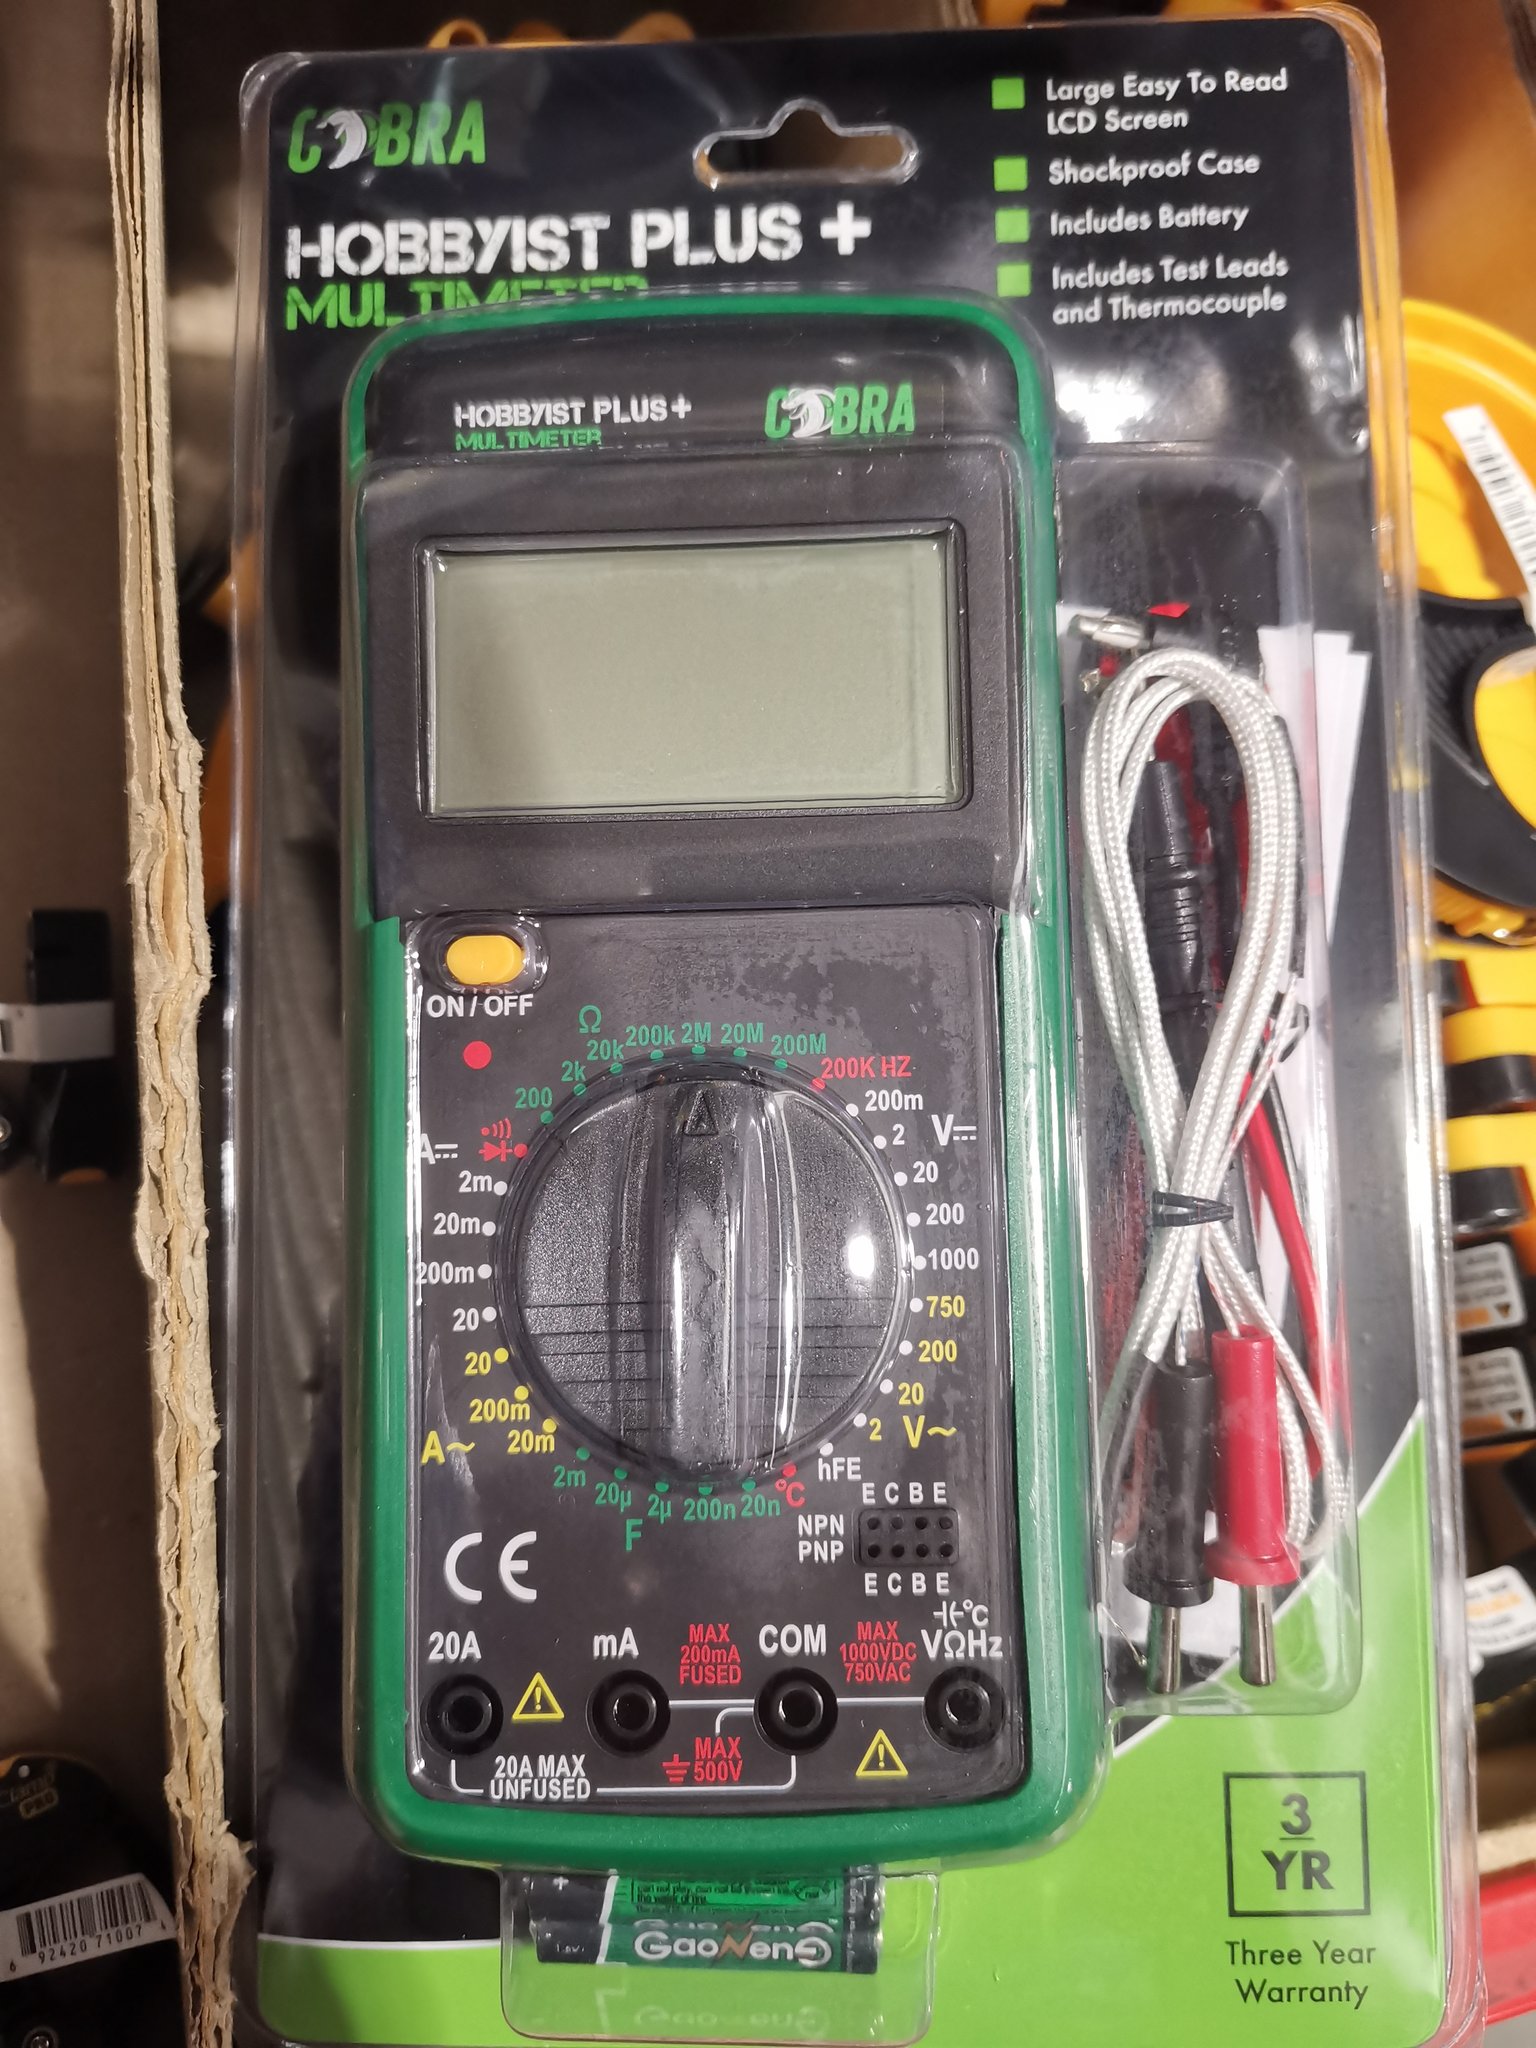 COBRA
HOBBYIST PLUS +
MULTIMETER
Large Easy To Read
LCD Screen
Shockproof Case
Includes Battery
Includes Test Leads
and Thermocouple
HOBBYIST PLUS+
MULTIMETER
COBRA
ON / OFF
Ω
200
2k
20k
200k
2M
20M
200M
200K HZ
200m
V⎓
2
20
200
1000
750
200
20
2
V~
hFE
°C
20n
200n
2µ
20µ
2m
F
A⎓
2m
20m
200m
20
20
200m
20m
A~
CE
E C B E
NPN
PNP
E C B E
20A
mA
MAX
200mA
FUSED
COM
MAX
1000VDC
750VAC
°C
VΩHz
20A MAX
UNFUSED
MAX
500V
GaoNeng
3
YR
Three Year
Warranty
6 92420 71007